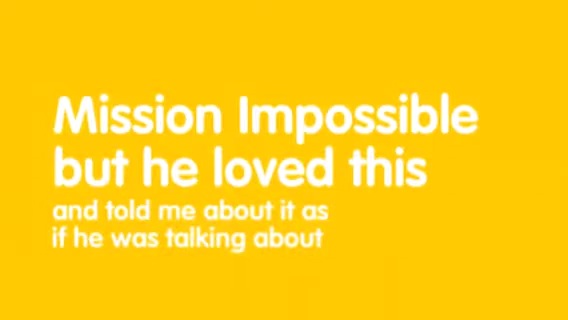 Mission Impossible
but he loved this
and told me about it as
if he was talking about